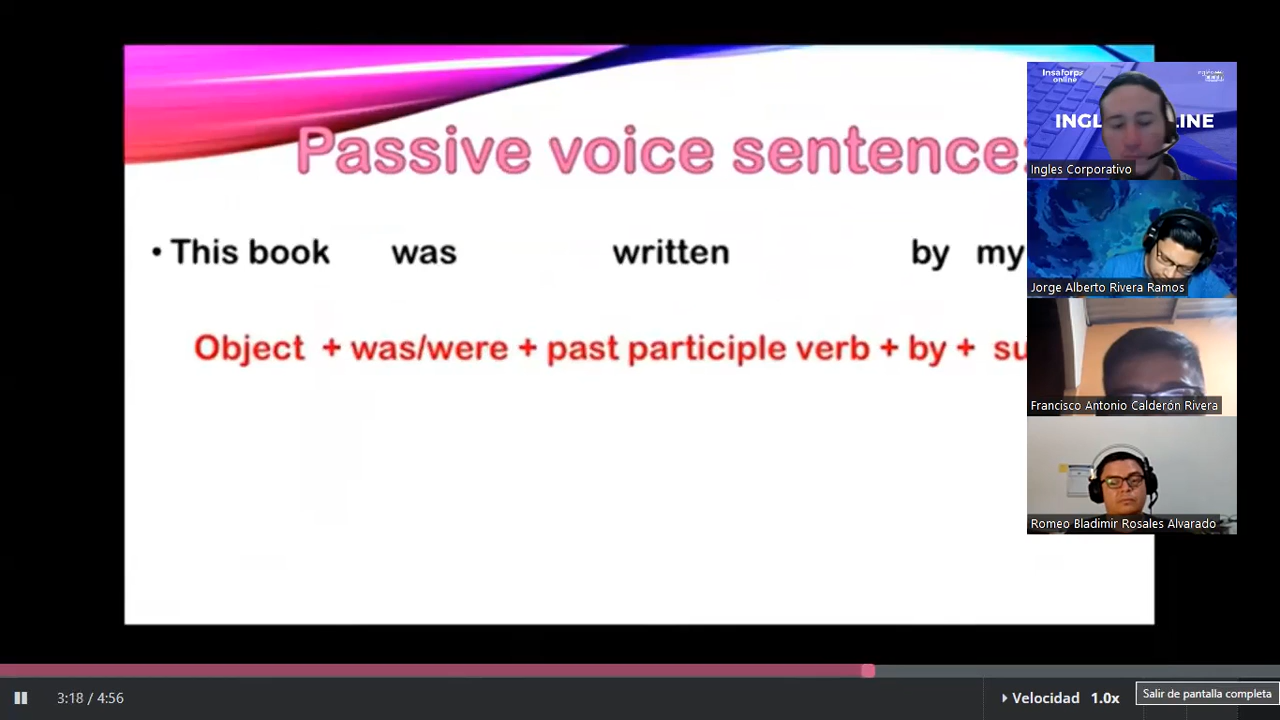 Passive voice sentence:
• This book was written by my
Object + was/were + past participle verb + by + su
Insaforp
online
INGL LINE
Ingles Corporativo
Jorge Alberto Rivera Ramos
Francisco Antonio Calderón Rivera
Romeo Bladimir Rosales Alvarado
3:18 / 4:56
Velocidad 1.0x
Salir de pantalla completa